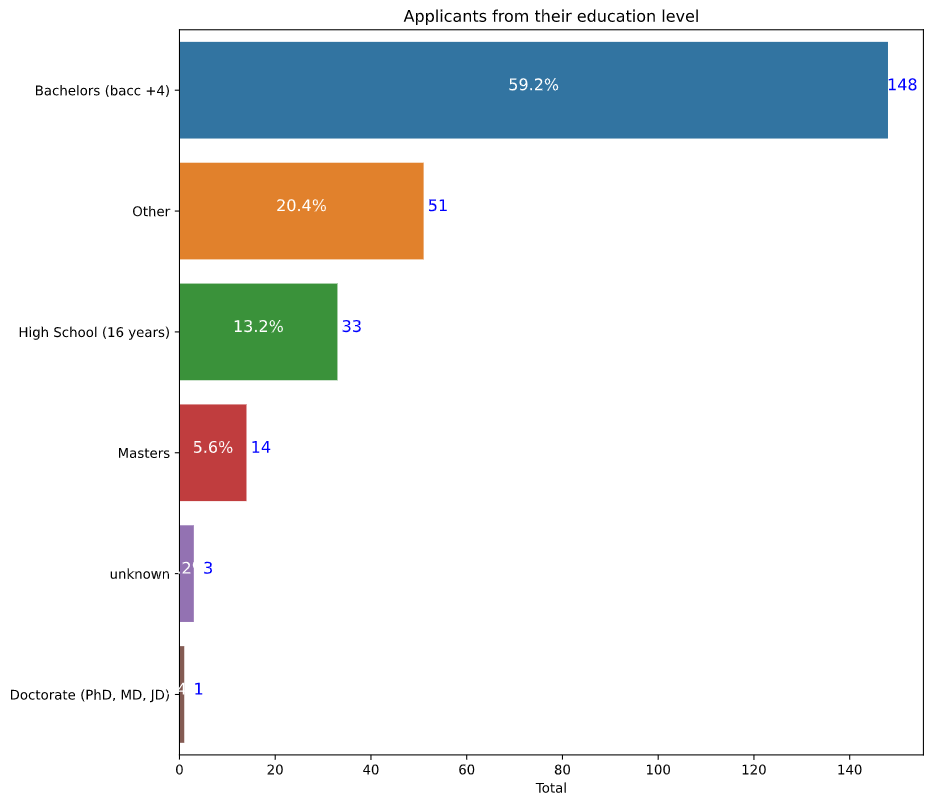 Applicants from their education level
Bachelors (bacc +4)
59.2%
148
Other
20.4%
51
High School (16 years)
13.2%
33
Masters
5.6%
14
unknown
3
Doctorate (PhD, MD, JD)
1
0 20 40 60 80 100 120 140
Total